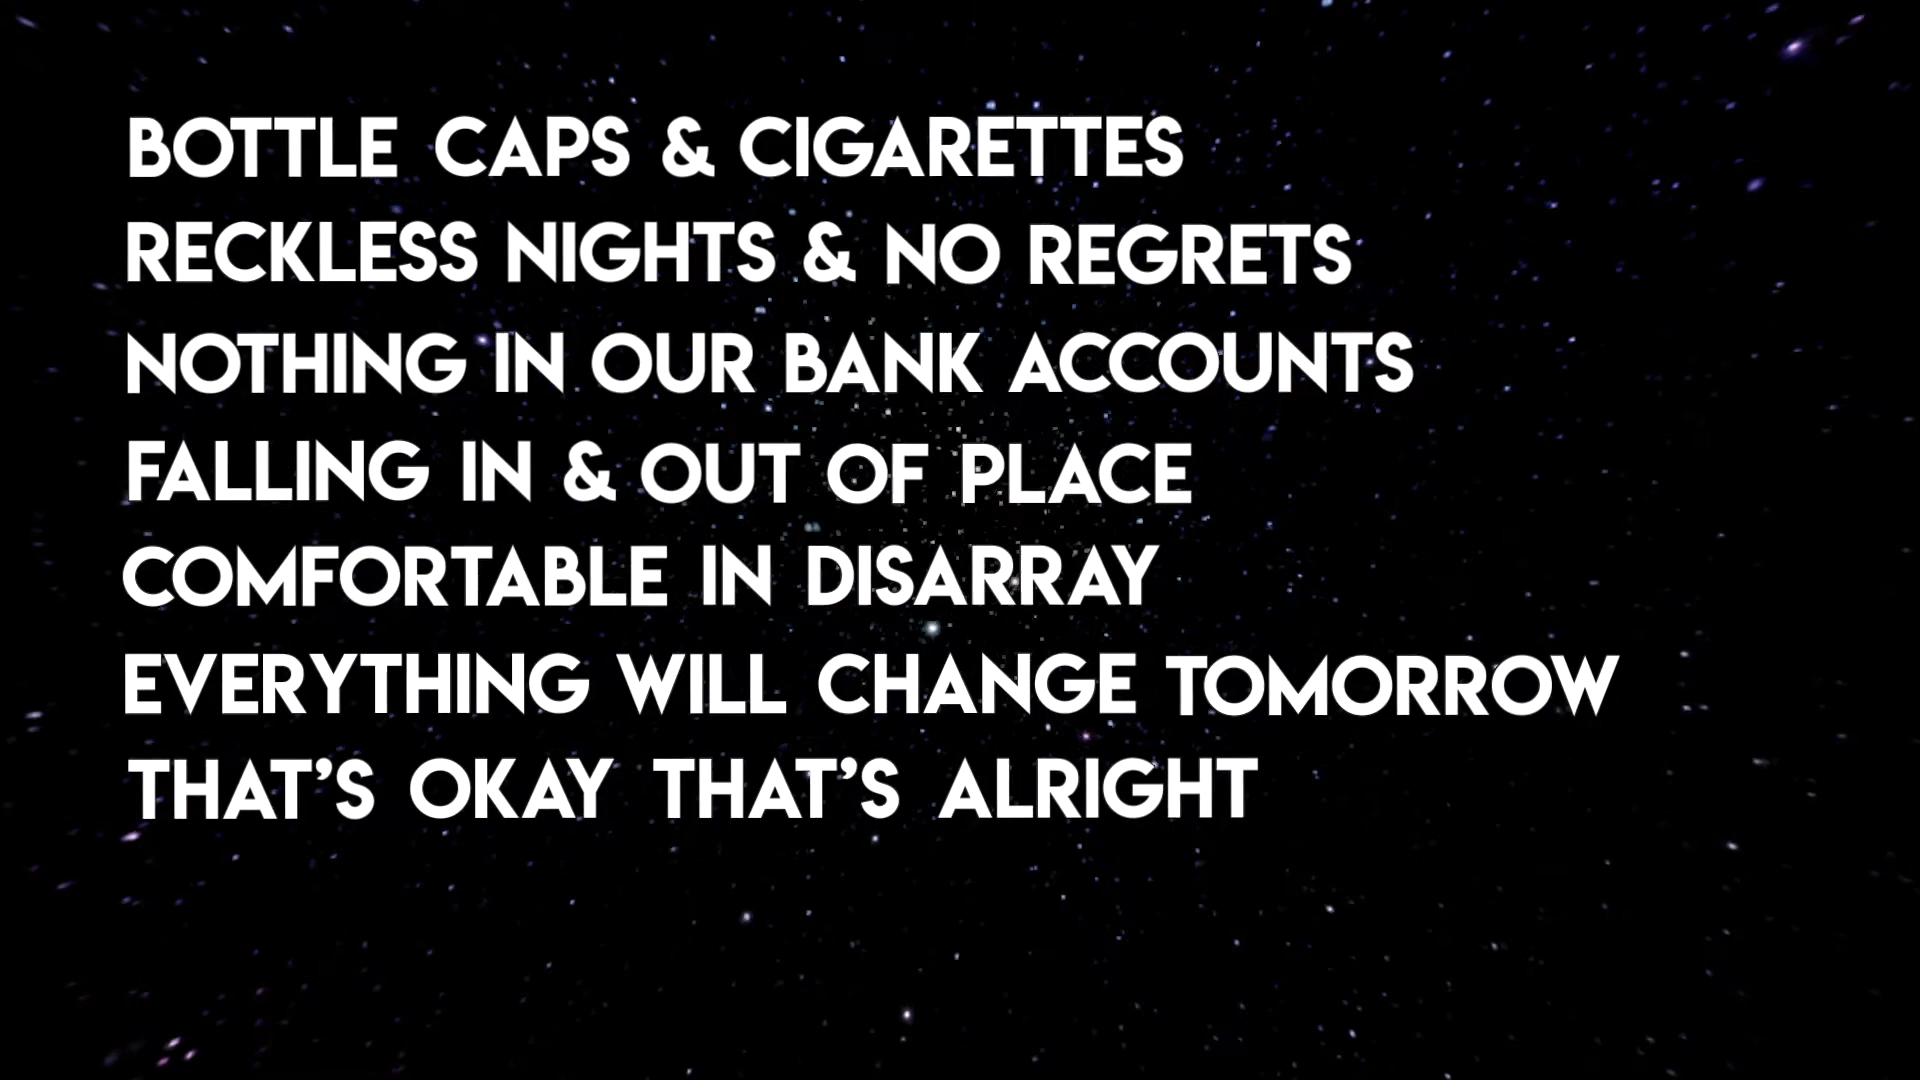 BOTTLE CAPS & CIGARETTES
RECKLESS NIGHTS & NO REGRETS
NOTHING IN OUR BANK ACCOUNTS
FALLING IN & OUT OF PLACE
COMFORTABLE IN DISARRAY
EVERYTHING WILL CHANGE TOMORROW
THAT’S OKAY THAT’S ALRIGHT